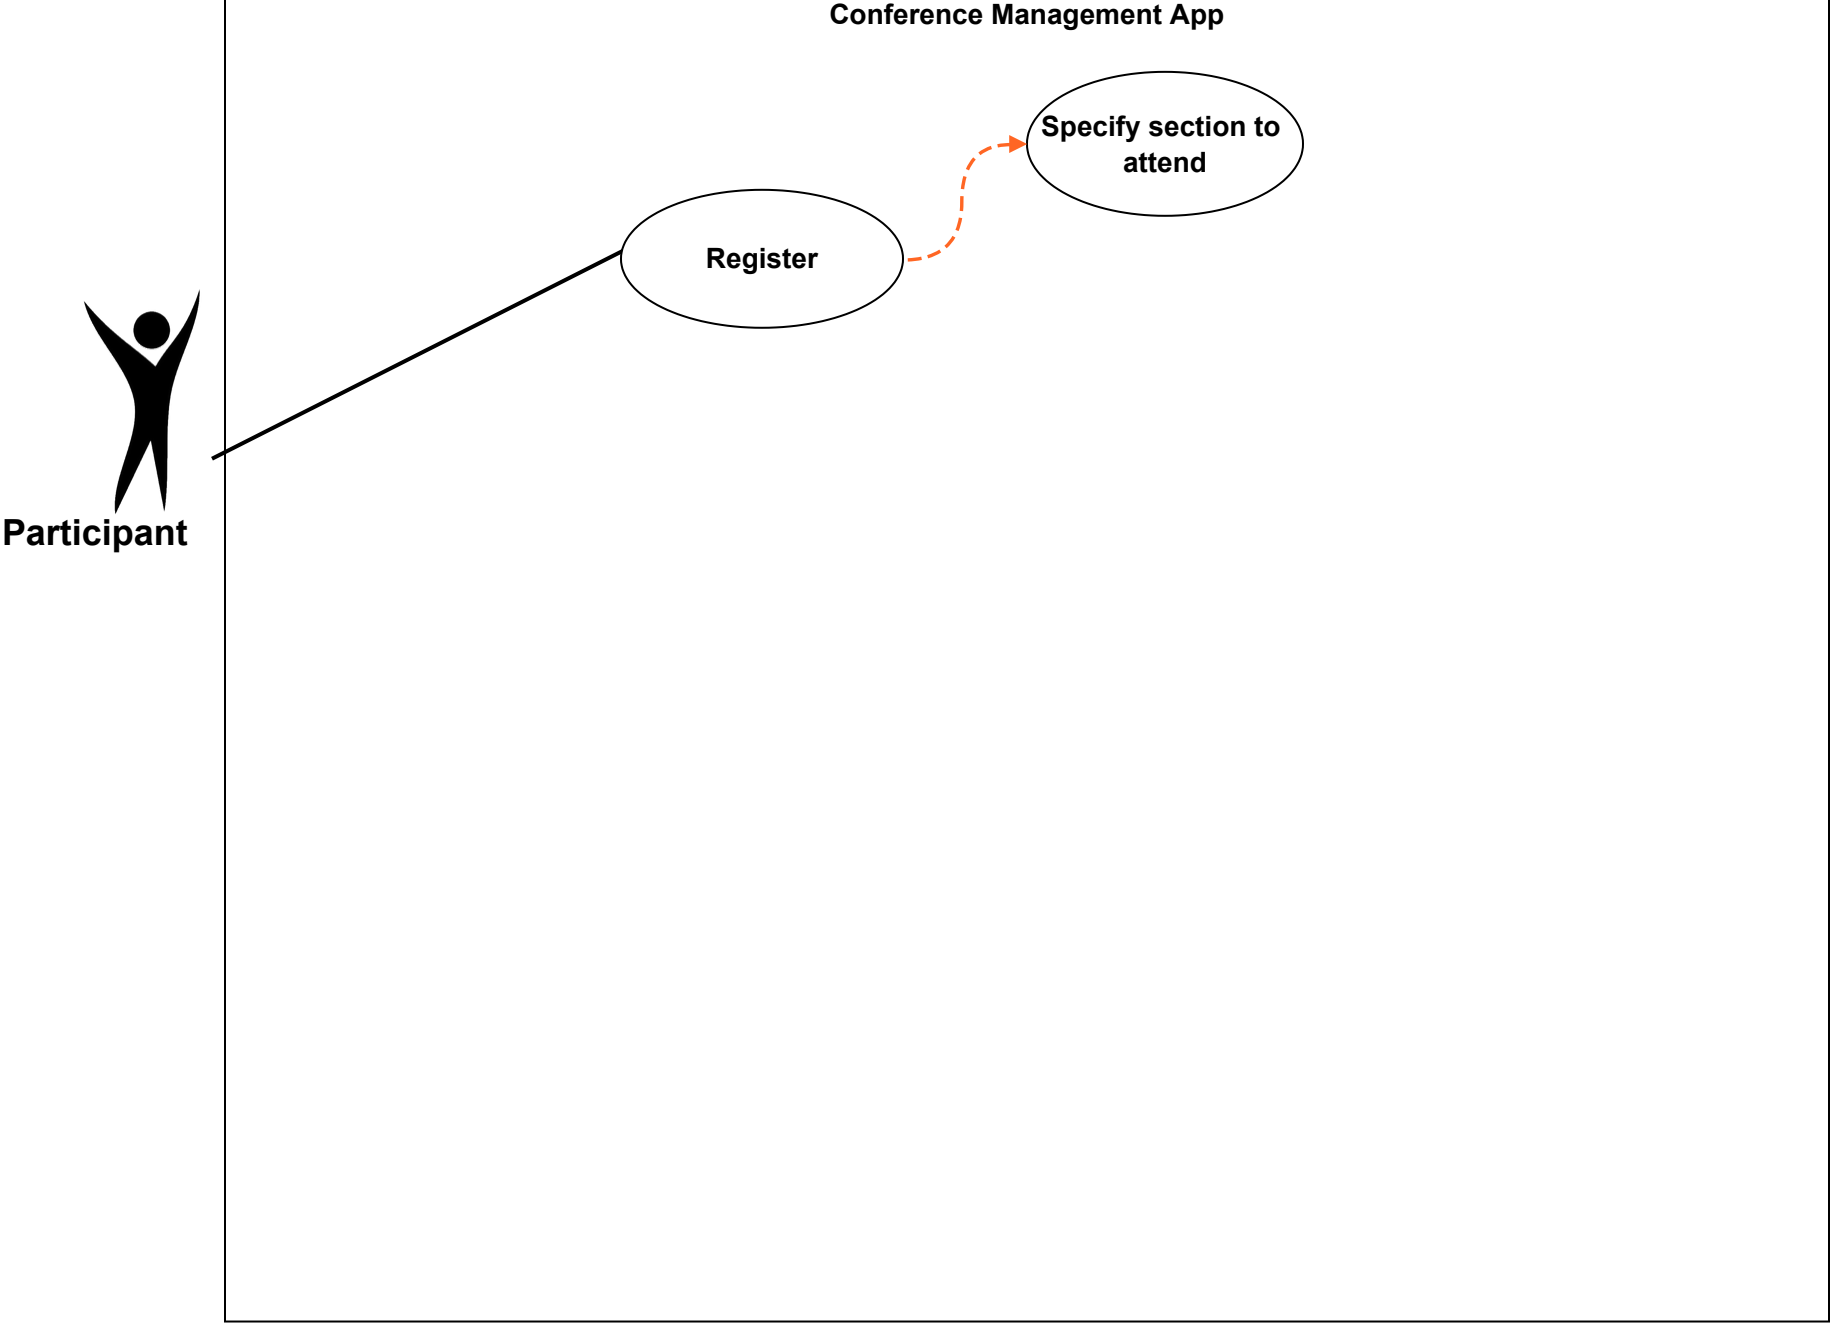 Conference Management App
Specify section to
attend
Register
Participant